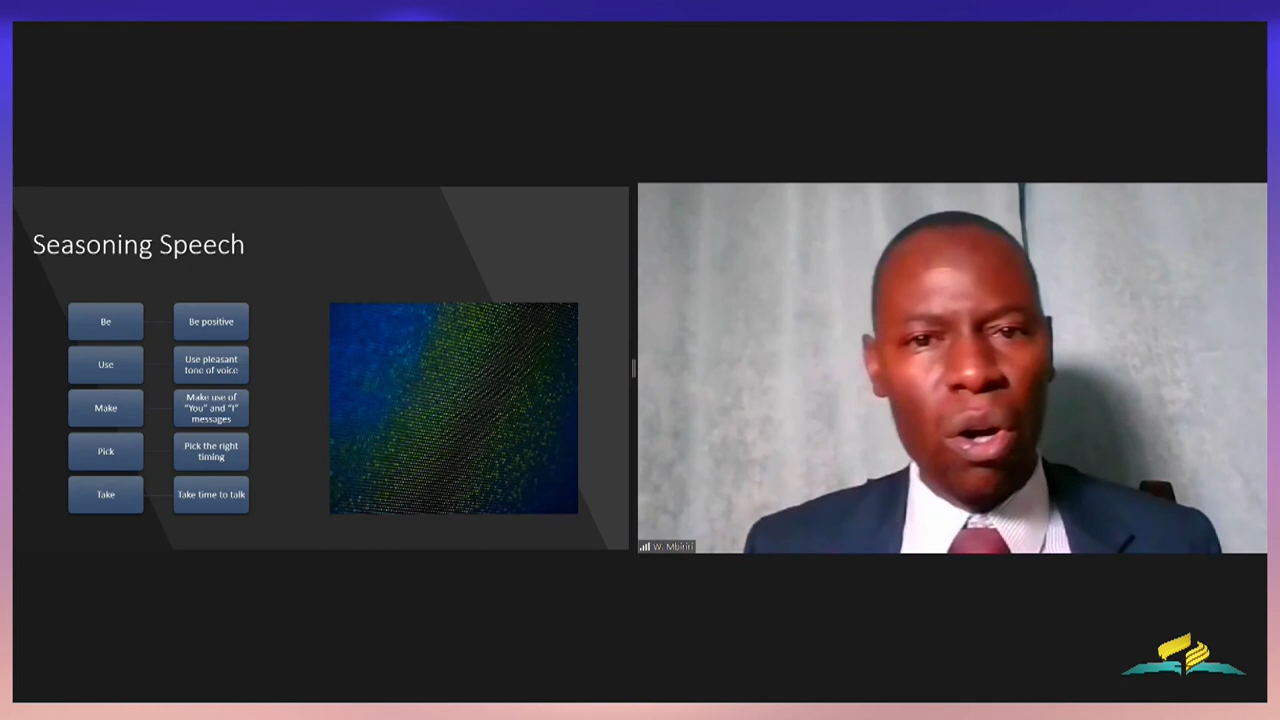 Seasoning Speech
Be
Be positive
Use
Use pleasant
tone of voice
Make
Make use of
"You" and "I"
messages
Pick
Pick the right
timing
Take
Take time to talk
W. Mbiriri